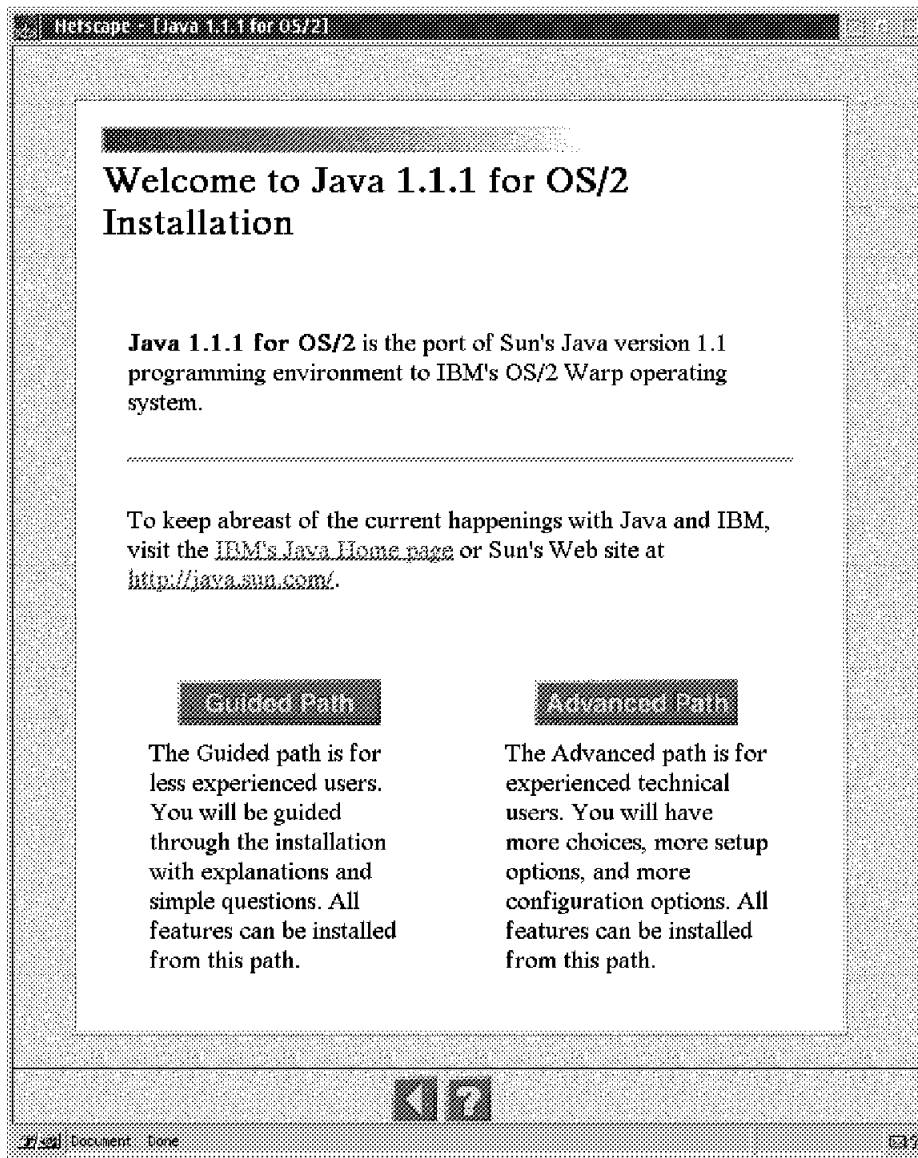 Netscape - [Java 1.1.1 for OS/2]
Welcome to Java 1.1.1 for OS/2
Installation
Java 1.1.1 for OS/2 is the port of Sun's Java version 1.1
programming environment to IBM's OS/2 Warp operating
system.
To keep abreast of the current happenings with Java and IBM,
visit the IBM's Java Home page or Sun's Web site at
http://java.sun.com/.
Guided Path
The Guided path is for
less experienced users.
You will be guided
through the installation
with explanations and
simple questions. All
features can be installed
from this path.
Advanced Path
The Advanced path is for
experienced technical
users. You will have
more choices, more setup
options, and more
configuration options. All
features can be installed
from this path.
?
Document: Done